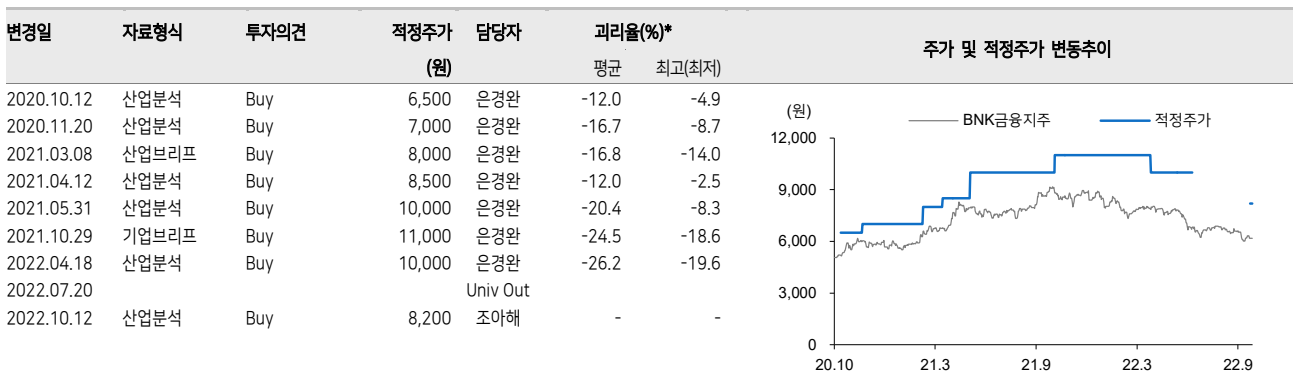 변경일 자료형식 투자의견 적정주가 담당자 괴리율(%)* 주가 및 적정주가 변동추이
(원) 평균 최고(최저)
2020.10.12 산업분석 Buy 6,500 은경완 -12.0 -4.9
2020.11.20 산업분석 Buy 7,000 은경완 -16.7 -8.7
2021.03.08 산업브리프 Buy 8,000 은경완 -16.8 -14.0
2021.04.12 산업분석 Buy 8,500 은경완 -12.0 -2.5
2021.05.31 산업분석 Buy 10,000 은경완 -20.4 -8.3
2021.10.29 기업브리프 Buy 11,000 은경완 -24.5 -18.6
2022.04.18 산업분석 Buy 10,000 은경완 -26.2 -19.6
2022.07.20 Univ Out
2022.10.12 산업분석 Buy 8,200 조아해 - -
(원)
BNK금융지주 적정주가
12,000
9,000
6,000
3,000
0
20.10 21.3 21.9 22.3 22.9